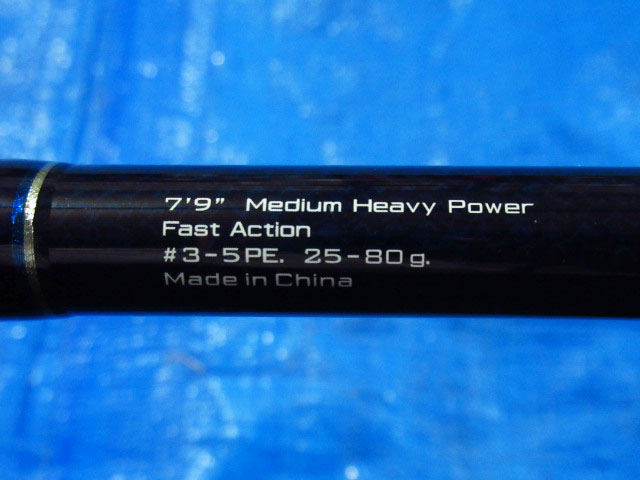 7'9" Medium Heavy Power
Fast Action
#3-5PE. 25-80g.
Made in China